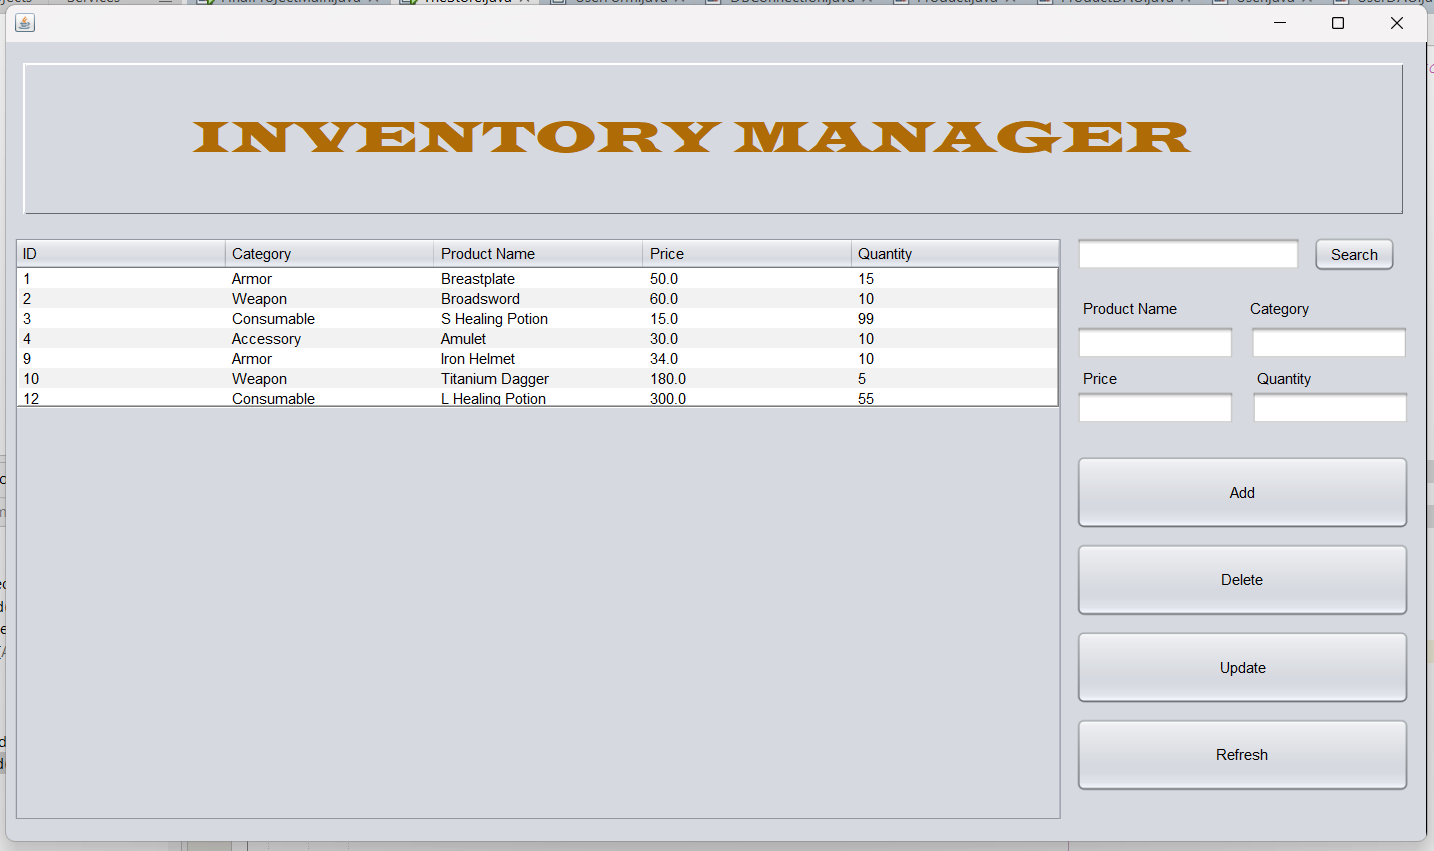 Services
TheStore.java
INVENTORY MANAGER
ID Category Product Name Price Quantity
1 Armor Breastplate 50.0 15
2 Weapon Broadsword 60.0 10
3 Consumable S Healing Potion 15.0 99
4 Accessory Amulet 30.0 10
9 Armor Iron Helmet 34.0 10
10 Weapon Titanium Dagger 180.0 5
12 Consumable L Healing Potion 300.0 55
Search
Product Name Category
Price Quantity
Add
Delete
Update
Refresh